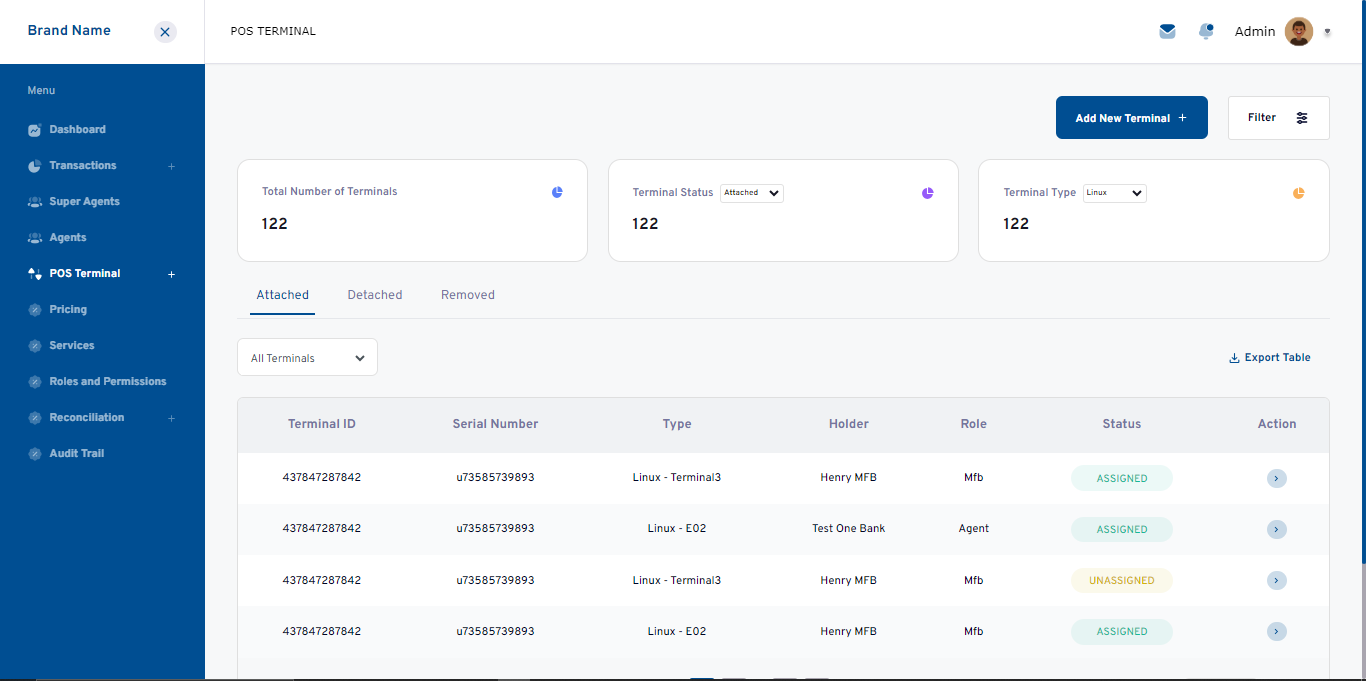 Brand Name
POS TERMINAL
Admin
Menu
Dashboard
Transactions +
Super Agents
Agents
POS Terminal +
Pricing
Services
Roles and Permissions
Reconciliation +
Audit Trail
Add New Terminal +
Filter
Total Number of Terminals
122
Terminal Status Attached
122
Terminal Type Linux
122
Attached Detached Removed
All Terminals
Export Table
Terminal ID Serial Number Type Holder Role Status Action
437847287842 u73585739893 Linux - Terminal3 Henry MFB Mfb ASSIGNED
437847287842 u73585739893 Linux - E02 Test One Bank Agent ASSIGNED
437847287842 u73585739893 Linux - Terminal3 Henry MFB Mfb UNASSIGNED
437847287842 u73585739893 Linux - E02 Henry MFB Mfb ASSIGNED